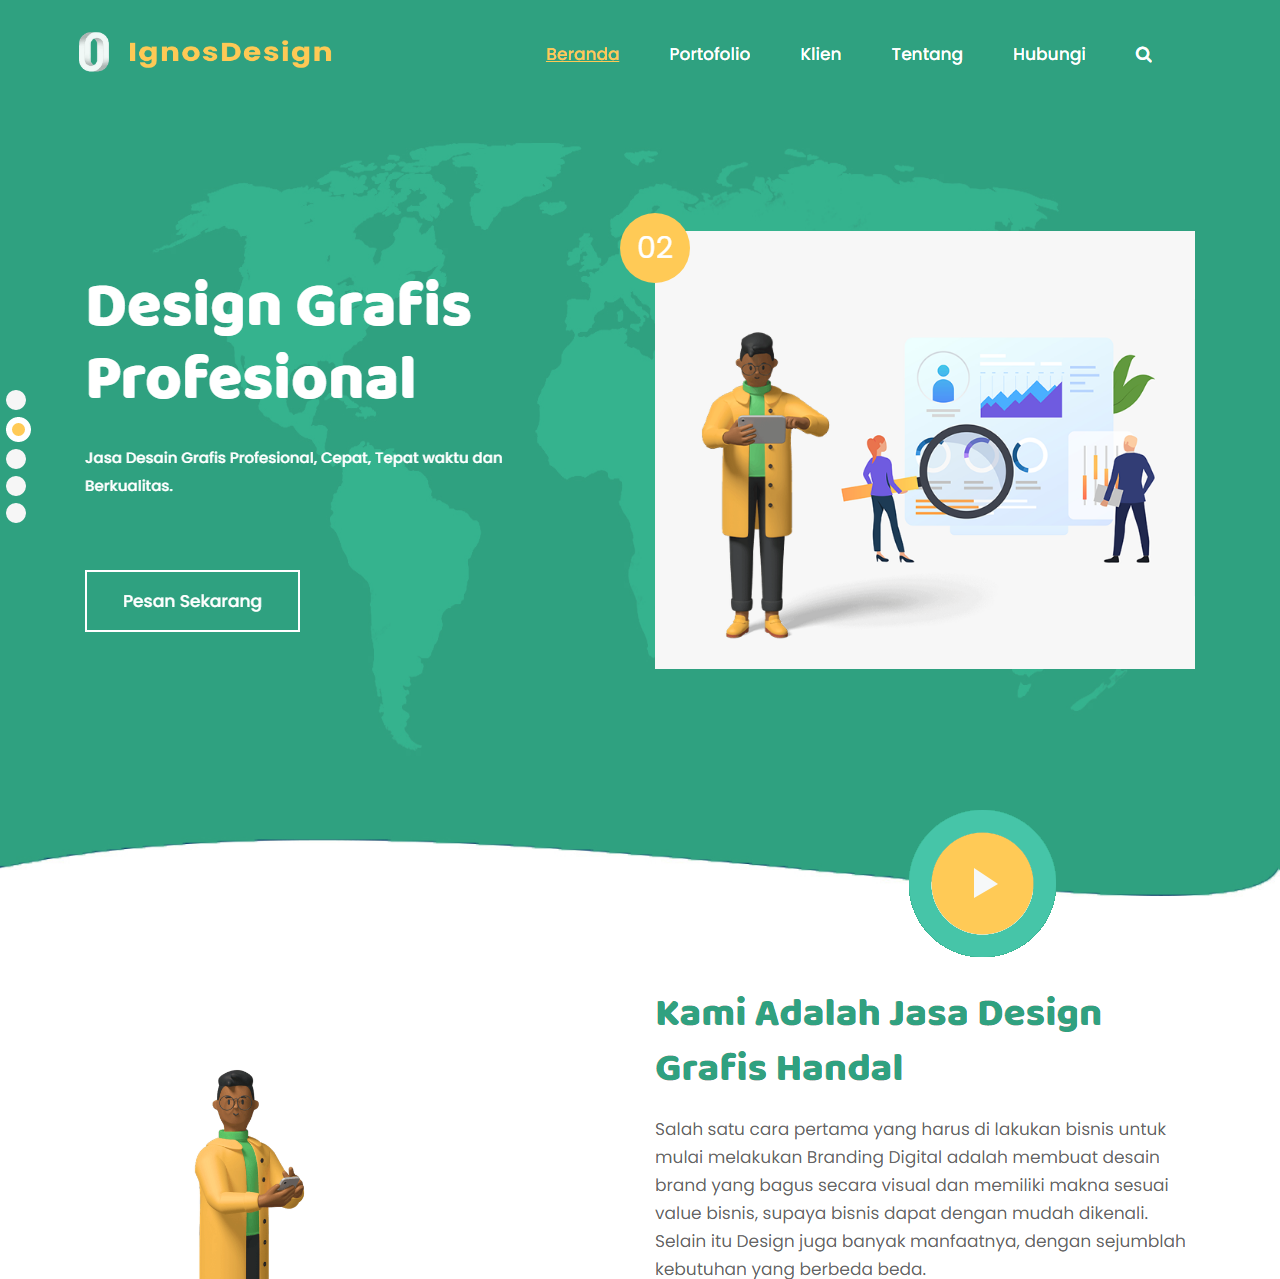 IgnosDesign
Beranda Portofolio Klien Tentang Hubungi
02
Design Grafis
Profesional
Jasa Desain Grafis Profesional, Cepat, Tepat waktu dan
Berkualitas.
Pesan Sekarang
Kami Adalah Jasa Design
Grafis Handal
Salah satu cara pertama yang harus di lakukan bisnis untuk
mulai melakukan Branding Digital adalah membuat desain
brand yang bagus secara visual dan memiliki makna sesuai
value bisnis, supaya bisnis dapat dengan mudah dikenali.
Selain itu Design juga banyak manfaatnya, dengan sejumblah
kebutuhan yang berbeda beda.